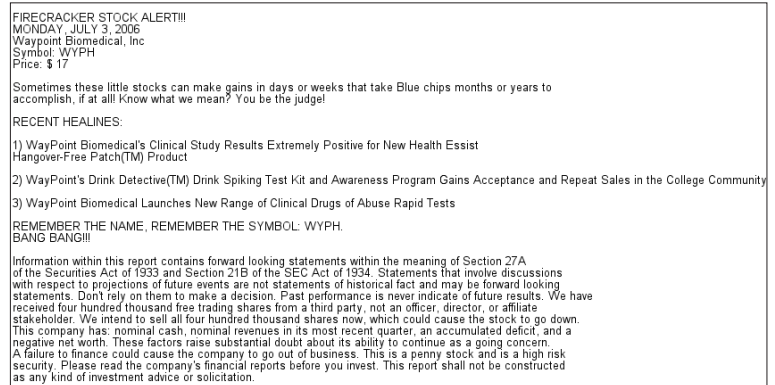 FIRECRACKER STOCK ALERT!!!
MONDAY, JULY 3, 2006
Waypoint Biomedical, Inc
Symbol: WYPH
Price: $ 17
Sometimes these little stocks can make gains in days or weeks that take Blue chips months or years to
accomplish, if at all! Know what we mean? You be the judge!
RECENT HEALINES:
1) WayPoint Biomedical's Clinical Study Results Extremely Positive for New Health Essist
Hangover-Free Patch(TM) Product
2) WayPoint's Drink Detective(TM) Drink Spiking Test Kit and Awareness Program Gains Acceptance and Repeat Sales in the College Community
3) WayPoint Biomedical Launches New Range of Clinical Drugs of Abuse Rapid Tests
REMEMBER THE NAME, REMEMBER THE SYMBOL: WYPH.
BANG BANG!!!
Information within this report contains forward looking statements within the meaning of Section 27A
of the Securities Act of 1933 and Section 21B of the SEC Act of 1934. Statements that involve discussions
with respect to projections of future events are not statements of historical fact and may be forward looking
statements. Don't rely on them to make a decision. Past performance is never indicate of future results. We have
received four hundred thousand free trading shares from a third party, not an officer, director, or affiliate
stakeholder. We intend to sell all four hundred thousand shares now, which could cause the stock to go down.
This company has: nominal cash, nominal revenues in its most recent quarter, an accumulated deficit, and a
negative net worth. These factors raise substantial doubt about its ability to continue as a going concern.
A failure to finance could cause the company to go out of business. This is a penny stock and is a high risk
security. Please read the company's financial reports before you invest. This report shall not be constructed
as any kind of investment advice or solicitation.